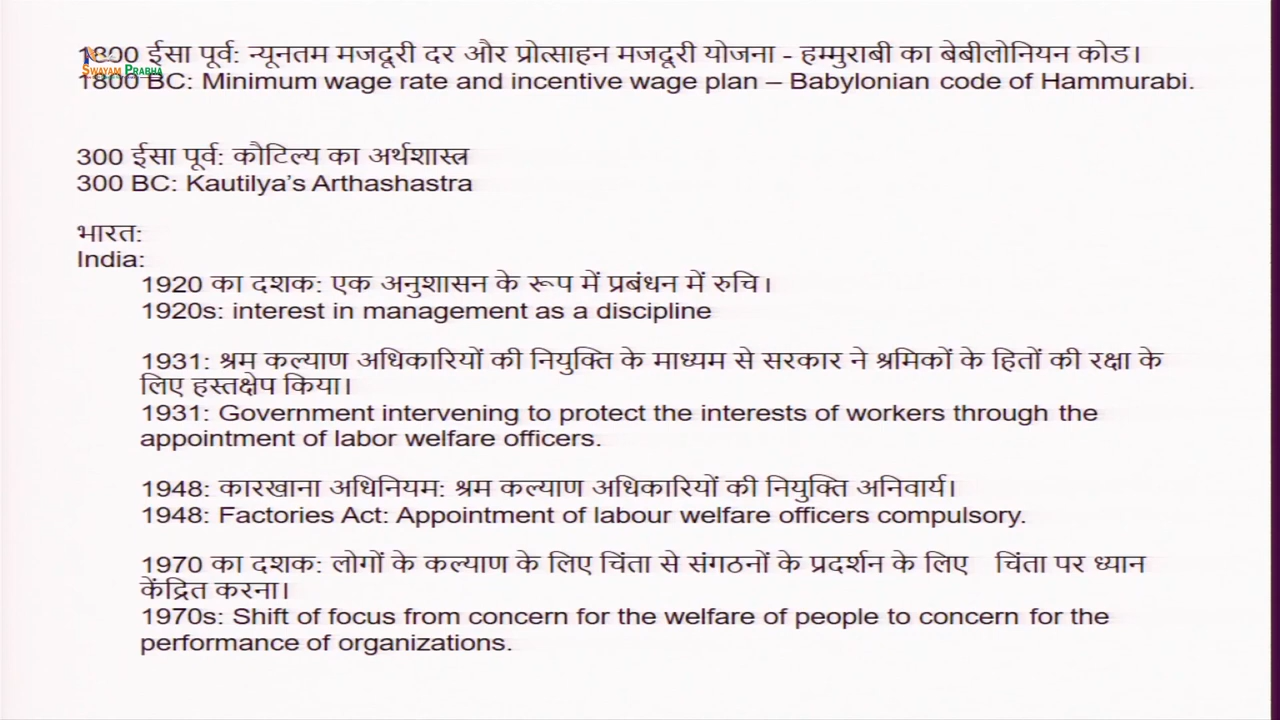 1800 ईसा पूर्व: न्यूनतम मजदूरी दर और प्रोत्साहन मजदूरी योजना - हम्मुराबी का बेबीलोनियन कोड।
SWAYAM PRABHA
1800 BC: Minimum wage rate and incentive wage plan – Babylonian code of Hammurabi.
300 ईसा पूर्व: कौटिल्य का अर्थशास्त्र
300 BC: Kautilya's Arthashastra
भारत:
India:
1920 का दशक: एक अनुशासन के रूप में प्रबंधन में रुचि।
1920s: interest in management as a discipline
1931: श्रम कल्याण अधिकारियों की नियुक्ति के माध्यम से सरकार ने श्रमिकों के हितों की रक्षा के
लिए हस्तक्षेप किया।
1931: Government intervening to protect the interests of workers through the
appointment of labor welfare officers.
1948: कारखाना अधिनियम: श्रम कल्याण अधिकारियों की नियुक्ति अनिवार्य।
1948: Factories Act: Appointment of labour welfare officers compulsory.
1970 का दशक: लोगों के कल्याण के लिए चिंता से संगठनों के प्रदर्शन के लिए चिंता पर ध्यान
केंद्रित करना।
1970s: Shift of focus from concern for the welfare of people to concern for the
performance of organizations.